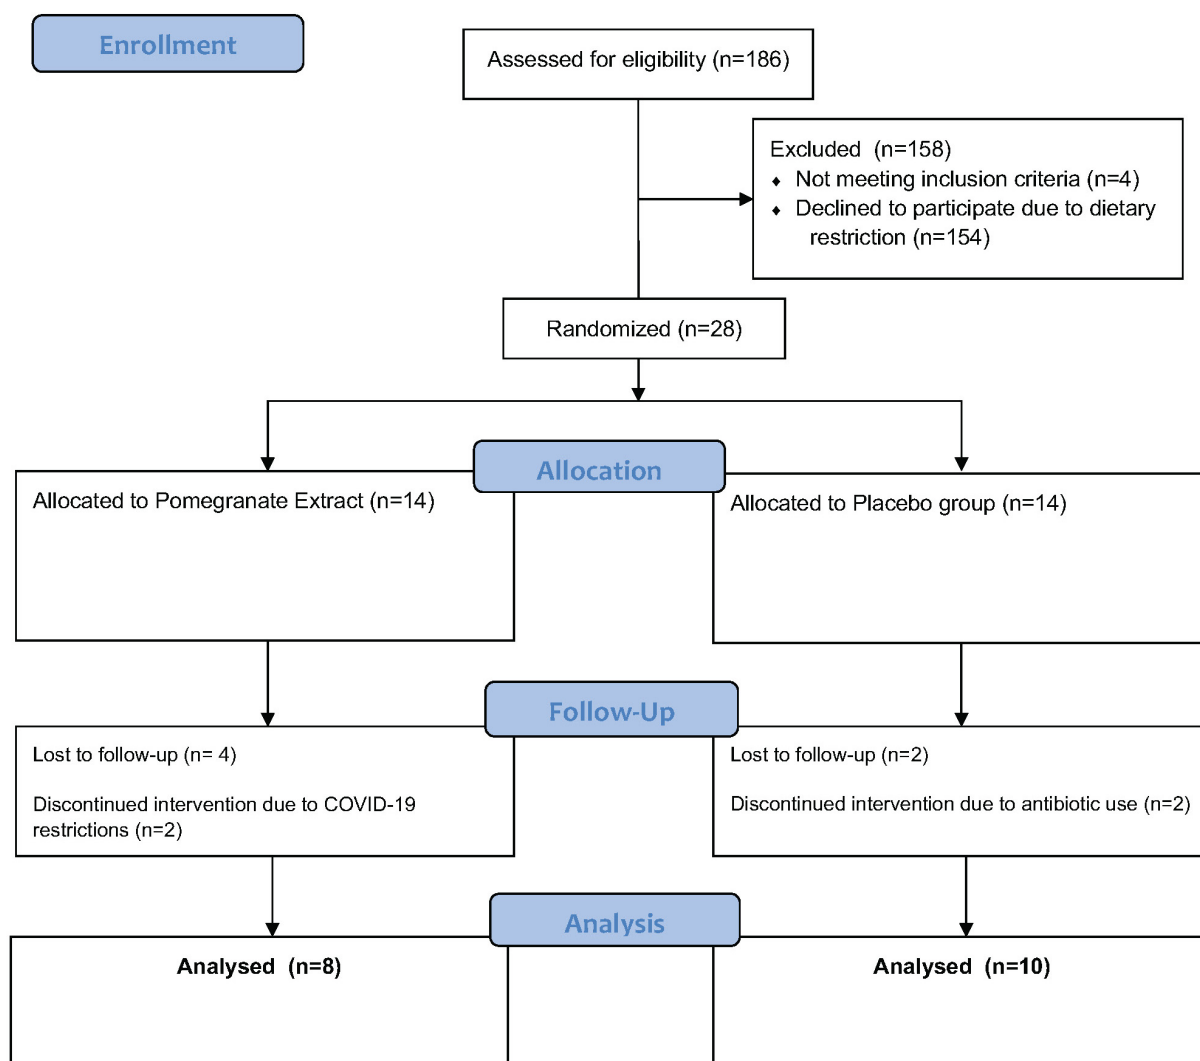 Enrollment
Assessed for eligibility (n=186)
Excluded (n=158)
♦ Not meeting inclusion criteria (n=4)
♦ Declined to participate due to dietary
restriction (n=154)
Randomized (n=28)
Allocation
Allocated to Pomegranate Extract (n=14)
Allocated to Placebo group (n=14)
Follow-Up
Lost to follow-up (n= 4)
Discontinued intervention due to COVID-19
restrictions (n=2)
Lost to follow-up (n=2)
Discontinued intervention due to antibiotic use (n=2)
Analysis
Analysed (n=8)
Analysed (n=10)